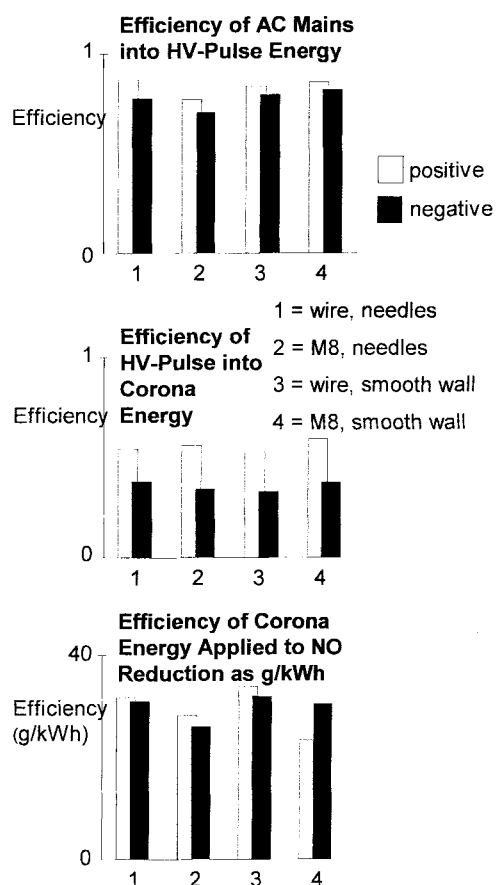 Efficiency of AC Mains
into HV-Pulse Energy
1
Efficiency
0
1 2 3 4
positive
negative
1 = wire, needles
2 = M8, needles
3 = wire, smooth wall
4 = M8, smooth wall
Efficiency of
HV-Pulse into
Corona
Energy
1
Efficiency
0
1 2 3 4
Efficiency of Corona
Energy Applied to NO
Reduction as g/kWh
40
Efficiency
(g/kWh)
0
1 2 3 4